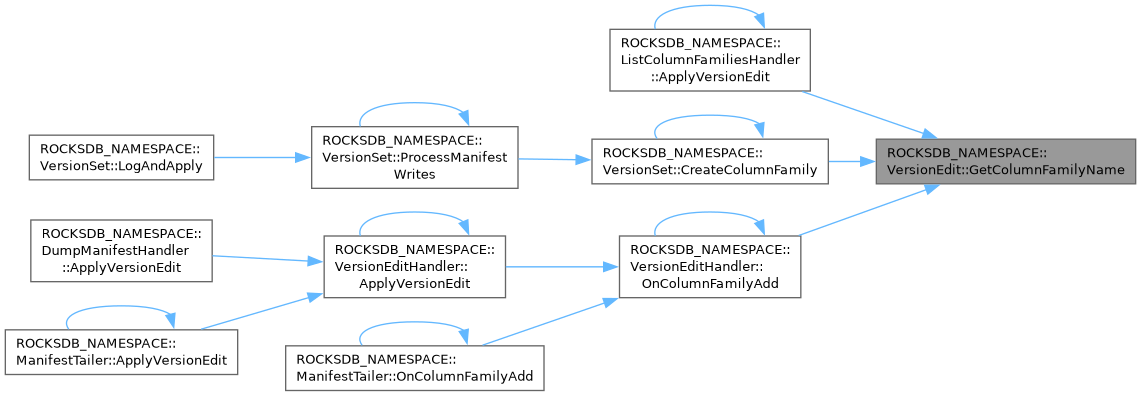 ROCKSDB_NAMESPACE::
ListColumnFamiliesHandler
::ApplyVersionEdit
ROCKSDB_NAMESPACE::
VersionSet::LogAndApply
ROCKSDB_NAMESPACE::
VersionSet::ProcessManifest
Writes
ROCKSDB_NAMESPACE::
VersionSet::CreateColumnFamily
ROCKSDB_NAMESPACE::
VersionEdit::GetColumnFamilyName
ROCKSDB_NAMESPACE::
DumpManifestHandler
::ApplyVersionEdit
ROCKSDB_NAMESPACE::
VersionEditHandler::
ApplyVersionEdit
ROCKSDB_NAMESPACE::
VersionEditHandler::
OnColumnFamilyAdd
ROCKSDB_NAMESPACE::
ManifestTailer::ApplyVersionEdit
ROCKSDB_NAMESPACE::
ManifestTailer::OnColumnFamilyAdd